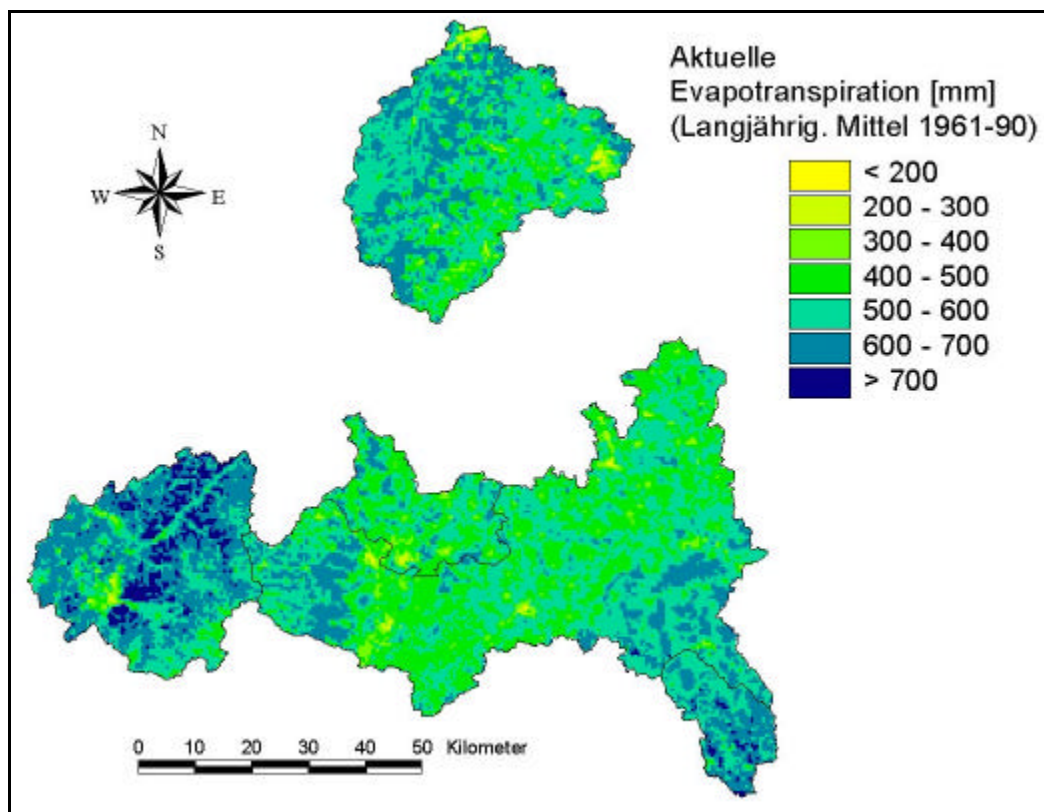 Aktuelle
Evapotranspiration [mm]
(Langjährig. Mittel 1961-90)
N
W E
S
< 200
200 - 300
300 - 400
400 - 500
500 - 600
600 - 700
> 700
0 10 20 30 40 50 Kilometer